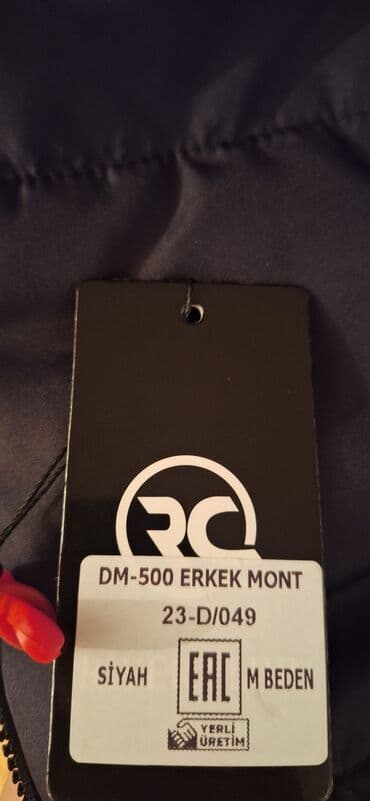 RC
DM-500 ERKEK MONT
23-D/049
SİYAH EAC M BEDEN
YERLİ
ÜRETİM